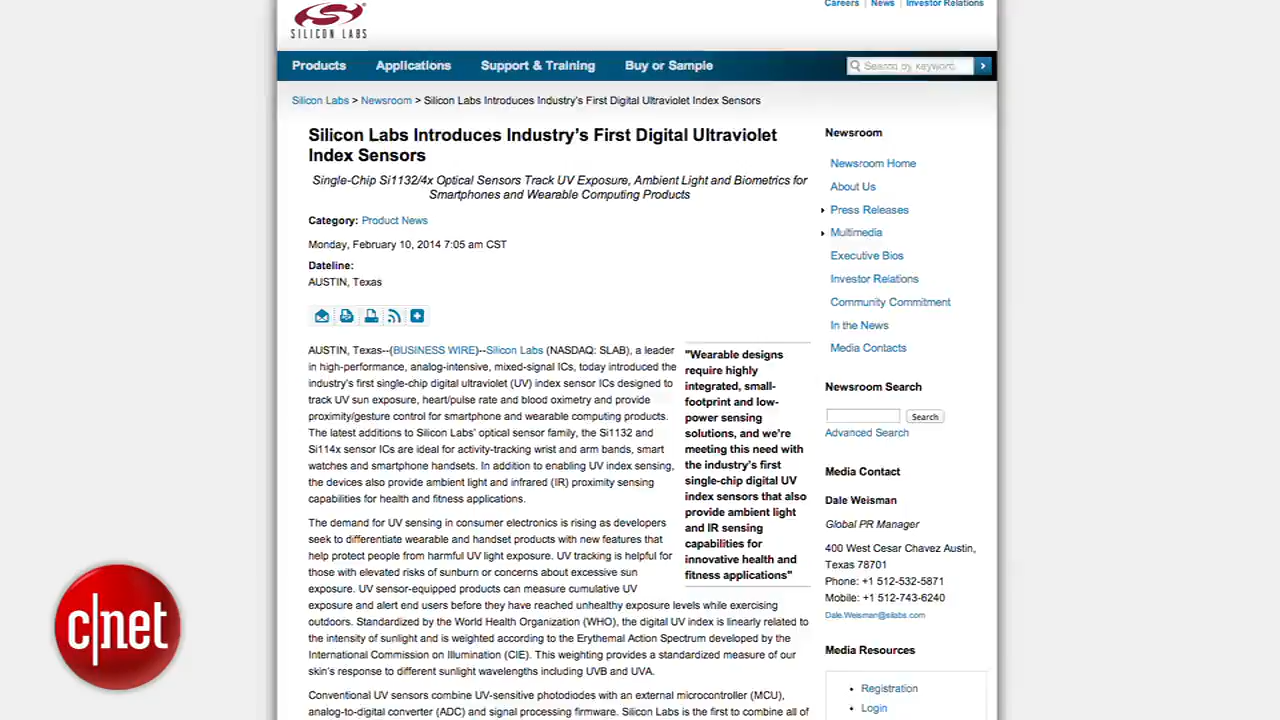 Careers | News | Investor Relations
SILICON LABS
Products Applications Support & Training Buy or Sample
Search by keyword.
Silicon Labs > Newsroom > Silicon Labs Introduces Industry's First Digital Ultraviolet Index Sensors
Silicon Labs Introduces Industry's First Digital Ultraviolet
Index Sensors
Single-Chip Si1132/4x Optical Sensors Track UV Exposure, Ambient Light and Biometrics for
Smartphones and Wearable Computing Products
Category: Product News
Monday, February 10, 2014 7:05 am CST
Dateline:
AUSTIN, Texas
AUSTIN, Texas--(BUSINESS WIRE)--Silicon Labs (NASDAQ: SLAB), a leader
in high-performance, analog-intensive, mixed-signal ICs, today introduced the
industry's first single-chip digital ultraviolet (UV) index sensor ICs designed to
track UV sun exposure, heart/pulse rate and blood oximetry and provide
proximity/gesture control for smartphone and wearable computing products.
The latest additions to Silicon Labs' optical sensor family, the Si1132 and
Si114x sensor ICs are ideal for activity-tracking wrist and arm bands, smart
watches and smartphone handsets. In addition to enabling UV index sensing,
the devices also provide ambient light and infrared (IR) proximity sensing
capabilities for health and fitness applications.
"Wearable designs
require highly
integrated, small-
footprint and low-
power sensing
solutions, and we're
meeting this need with
the industry's first
single-chip digital UV
index sensors that also
provide ambient light
and IR sensing
capabilities for
innovative health and
fitness applications"
The demand for UV sensing in consumer electronics is rising as developers
seek to differentiate wearable and handset products with new features that
help protect people from harmful UV light exposure. UV tracking is helpful for
those with elevated risks of sunburn or concerns about excessive sun
exposure. UV sensor-equipped products can measure cumulative UV
exposure and alert end users before they have reached unhealthy exposure levels while exercising
outdoors. Standardized by the World Health Organization (WHO), the digital UV index is linearly related to
the intensity of sunlight and is weighted according to the Erythemal Action Spectrum developed by the
International Commission on Illumination (CIE). This weighting provides a standardized measure of our
skin's response to different sunlight wavelengths including UVB and UVA.
Conventional UV sensors combine UV-sensitive photodiodes with an external microcontroller (MCU),
analog-to-digital converter (ADC) and signal processing firmware. Silicon Labs is the first to combine all of
Newsroom
Newsroom Home
About Us
Press Releases
Multimedia
Executive Bios
Investor Relations
Community Commitment
In the News
Media Contacts
Newsroom Search
Search
Advanced Search
Media Contact
Dale Weisman
Global PR Manager
400 West Cesar Chavez Austin,
Texas 78701
Phone: +1 512-532-5871
Mobile: +1 512-743-6240
Dale.Weisman@silabs.com
Media Resources
Registration
Login
c|net